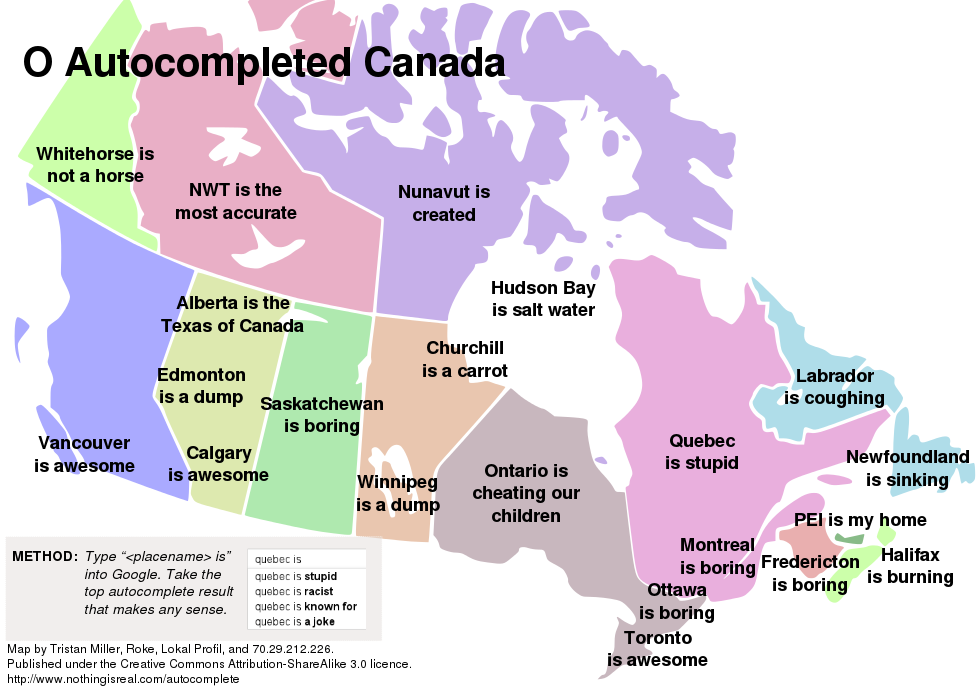 O Autocompleted Canada
Whitehorse is
not a horse
NWT is the
most accurate
Nunavut is
created
Hudson Bay
is salt water
Alberta is the
Texas of Canada
Churchill
is a carrot
Edmonton
is a dump
Labrador
is coughing
Saskatchewan
is boring
Vancouver
is awesome
Calgary
is awesome
Quebec
is stupid
Newfoundland
is sinking
Winnipeg
is a dump
Ontario is
cheating our
children
PEI is my home
Montreal
is boring
Fredericton
is boring
Halifax
is burning
Ottawa
is boring
Toronto
is awesome
METHOD: Type “<placename> is”
into Google. Take the
top autocomplete result
that makes any sense.
quebec is
quebec is stupid
quebec is racist
quebec is known for
quebec is a joke
Map by Tristan Miller, Roke, Lokal Profil, and 70.29.212.226.
Published under the Creative Commons Attribution-ShareAlike 3.0 licence.
http://www.nothingisreal.com/autocomplete